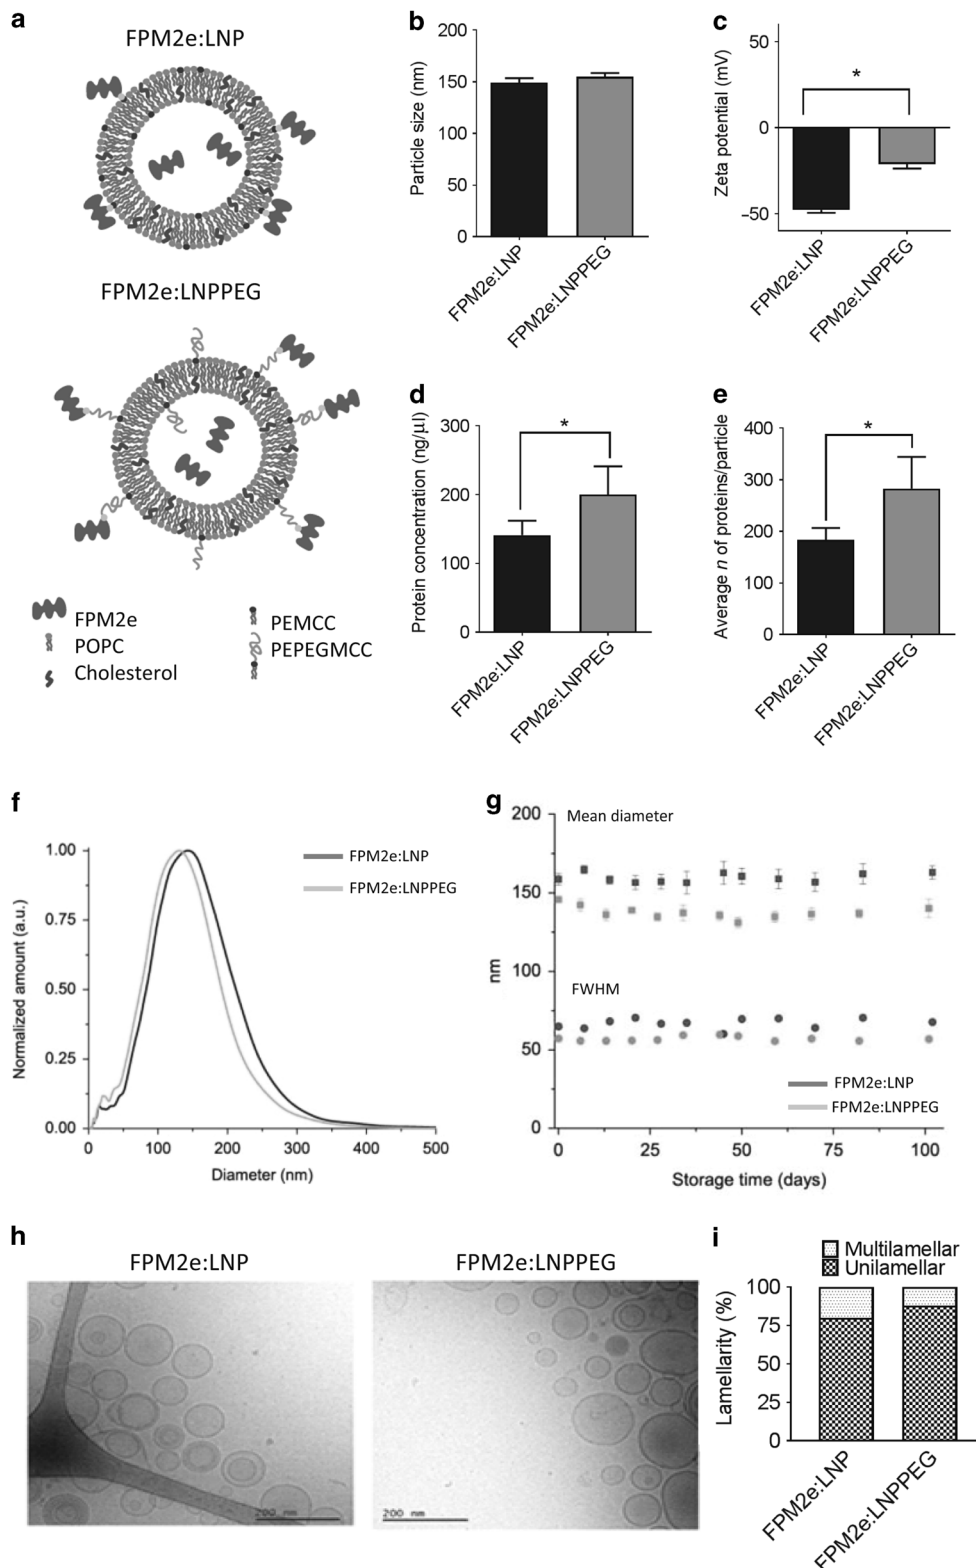 a
FPM2e:LNP
FPM2e:LNPPEG
FPM2e
POPC
Cholesterol
PEMCC
PEPEGMCC
b
Particle size (nm)
200
150
100
50
0
FPM2e:LNP
FPM2e:LNPPEG
c
Zeta potential (mV)
50
0
−50
*
FPM2e:LNP
FPM2e:LNPPEG
d
Protein concentration (ng/µl)
300
200
100
0
*
FPM2e:LNP
FPM2e:LNPPEG
e
Average n of proteins/particle
400
300
200
100
0
*
FPM2e:LNP
FPM2e:LNPPEG
f
Normalized amount (a.u.)
1.00
0.75
0.50
0.25
0.00
0 100 200 300 400 500
Diameter (nm)
FPM2e:LNP
FPM2e:LNPPEG
g
nm
200
150
100
50
0
Mean diameter
FWHM
FPM2e:LNP
FPM2e:LNPPEG
0 25 50 75 100
Storage time (days)
h
FPM2e:LNP
FPM2e:LNPPEG
200 nm
200 nm
i
Multilamellar
Unilamellar
Lamellarity (%)
100
75
50
25
0
FPM2e:LNP
FPM2e:LNPPEG